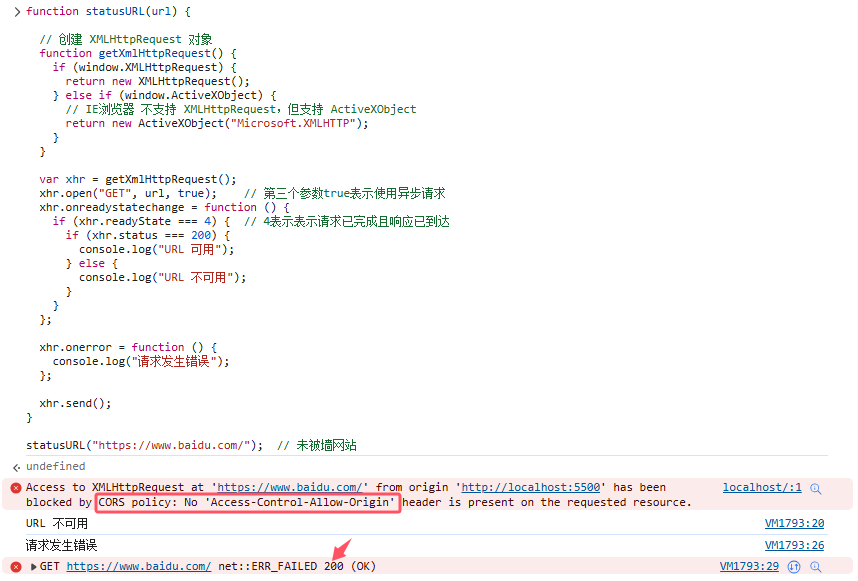 function statusURL(url) {
// 创建 XMLHttpRequest 对象
function getXmlHttpRequest() {
if (window.XMLHttpRequest) {
return new XMLHttpRequest();
} else if (window.ActiveXObject) {
// IE浏览器 不支持 XMLHttpRequest，但支持 ActiveXObject
return new ActiveXObject("Microsoft.XMLHTTP");
}
}
var xhr = getXmlHttpRequest();
xhr.open("GET", url, true);    // 第三个参数true表示使用异步请求
xhr.onreadystatechange = function () {
if (xhr.readyState === 4) {  // 4表示表示请求已完成且响应已到达
if (xhr.status === 200) {
console.log("URL 可用");
} else {
console.log("URL 不可用");
}
}
};
xhr.onerror = function () {
console.log("请求发生错误");
};
xhr.send();
}
statusURL("https://www.baidu.com/");  // 未被墙网站
undefined
Access to XMLHttpRequest at 'https://www.baidu.com/' from origin 'http://localhost:5500' has been localhost/:1
blocked by CORS policy: No 'Access-Control-Allow-Origin' header is present on the requested resource.
URL 不可用 VM1793:20
请求发生错误 VM1793:26
GET https://www.baidu.com/ net::ERR_FAILED 200 (OK) VM1793:29